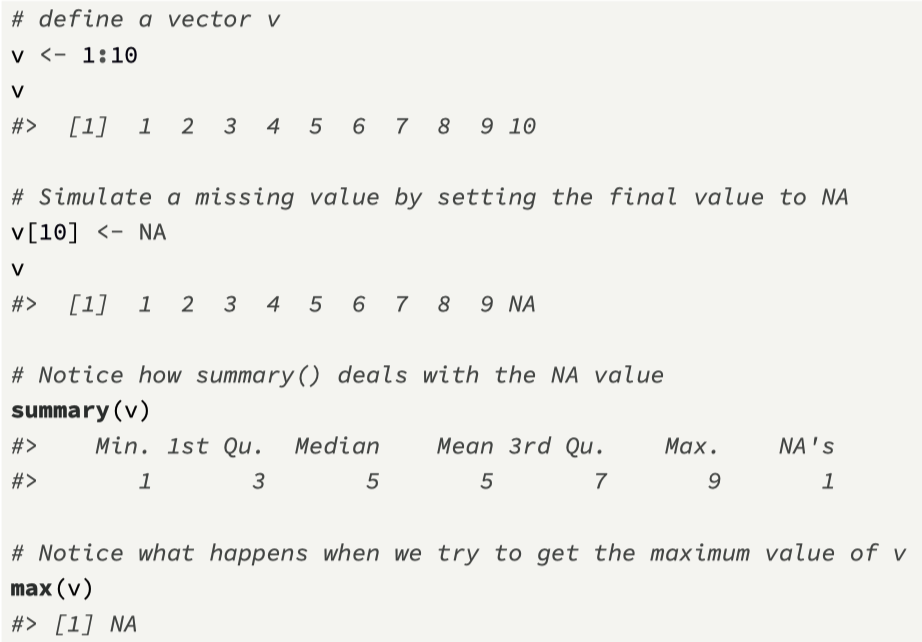 # define a vector v
v <- 1:10
v
#>  [1]  1  2  3  4  5  6  7  8  9 10
# Simulate a missing value by setting the final value to NA
v[10] <- NA
v
#>  [1]  1  2  3  4  5  6  7  8  9 NA
# Notice how summary() deals with the NA value
summary(v)
#>    Min. 1st Qu.  Median    Mean 3rd Qu.    Max.    NA's
#>       1       3       5       5       7       9       1
# Notice what happens when we try to get the maximum value of v
max(v)
#> [1] NA